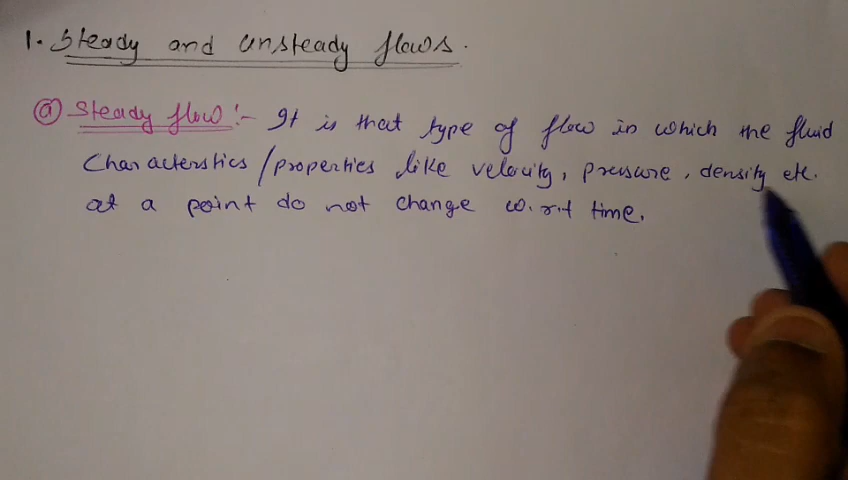 1. Steady and unsteady flows.
ⓐ Steady flow :- It is that type of flow in which the fluid
Characterstics / properties like velocity, pressure, density etc.
at a point do not change w.r.t time.